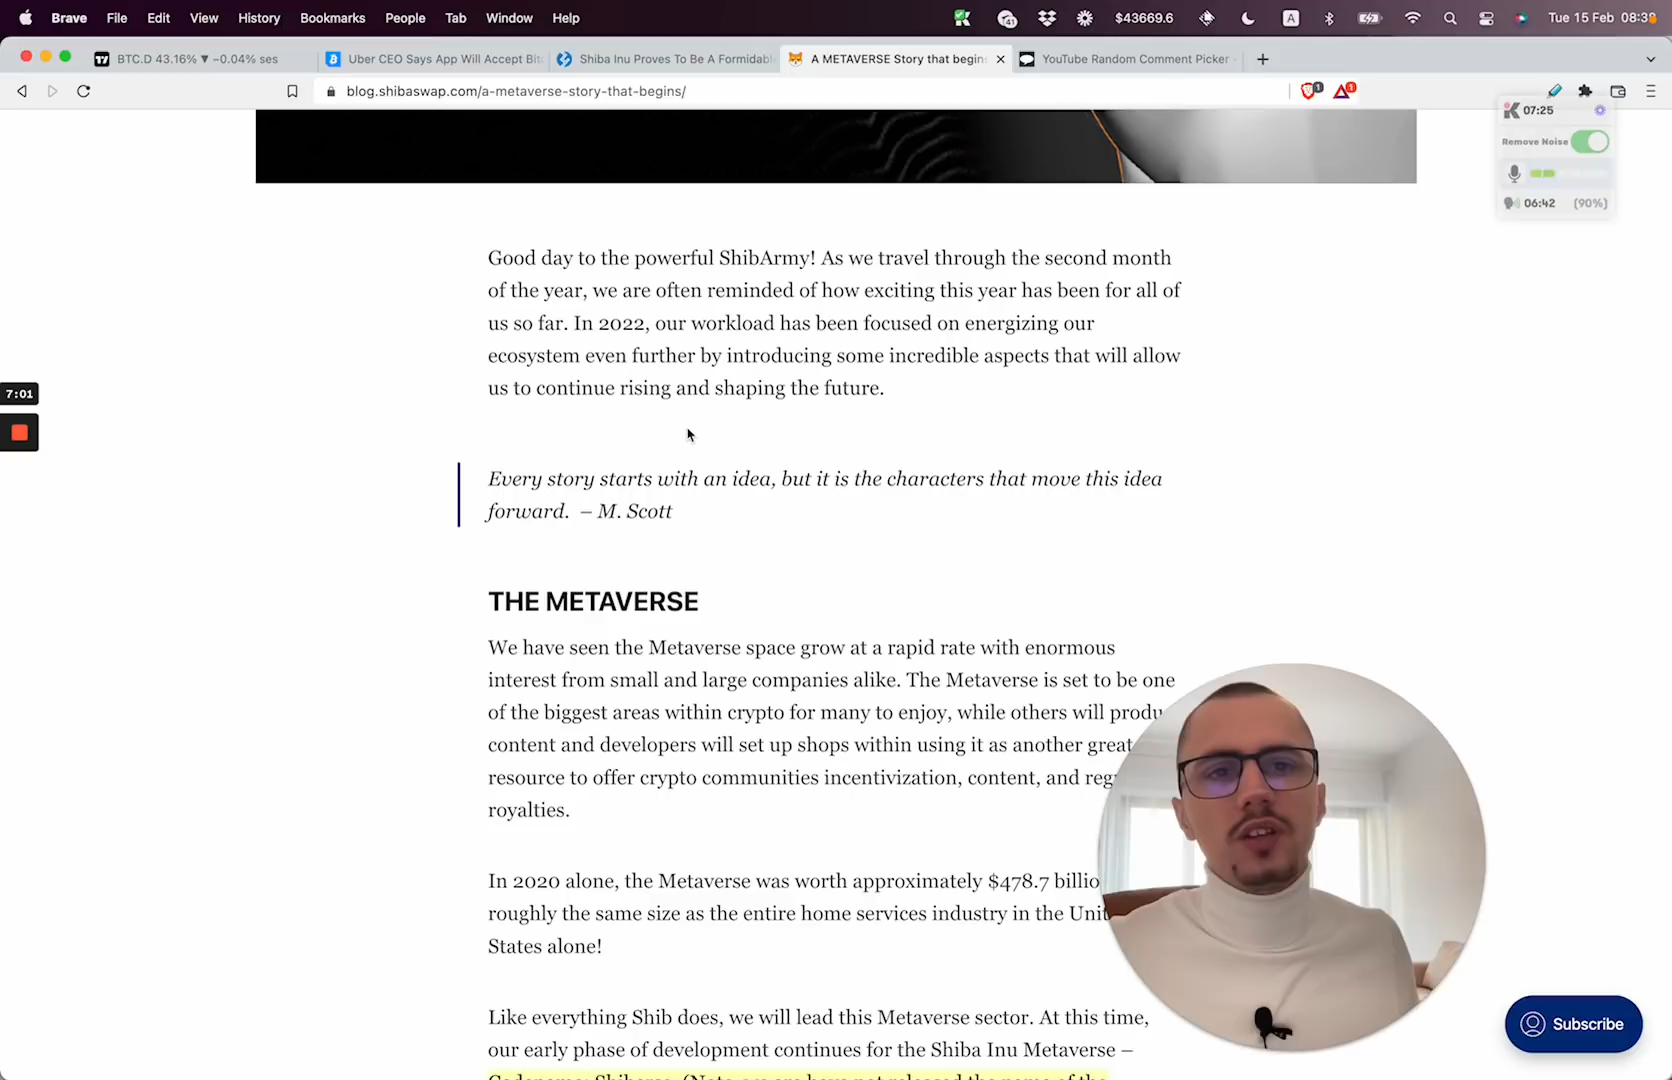 Brave File Edit View History Bookmarks People Tab Window Help 41 $43669.6 A Tue 15 Feb
BTC.D 43.16% ▼ −0.04% ses Uber CEO Says App Will Accept Bit Shiba Inu Proves To Be A Formidabl A METAVERSE Story that begins YouTube Random Comment Picker
blog.shibaswap.com/a-metaverse-story-that-begins/ 1 1
07:25
Remove Noise
06:42 (90%)
7:01
Good day to the powerful ShibArmy! As we travel through the second month
of the year, we are often reminded of how exciting this year has been for all of
us so far. In 2022, our workload has been focused on energizing our
ecosystem even further by introducing some incredible aspects that will allow
us to continue rising and shaping the future.
Every story starts with an idea, but it is the characters that move this idea
forward. – M. Scott
THE METAVERSE
We have seen the Metaverse space grow at a rapid rate with enormous
interest from small and large companies alike. The Metaverse is set to be one
of the biggest areas within crypto for many to enjoy, while others will produ
content and developers will set up shops within using it as another great
resource to offer crypto communities incentivization, content, and reg
royalties.
In 2020 alone, the Metaverse was worth approximately $478.7 billio
roughly the same size as the entire home services industry in the Unit
States alone!
Like everything Shib does, we will lead this Metaverse sector. At this time,
our early phase of development continues for the Shiba Inu Metaverse –
Subscribe